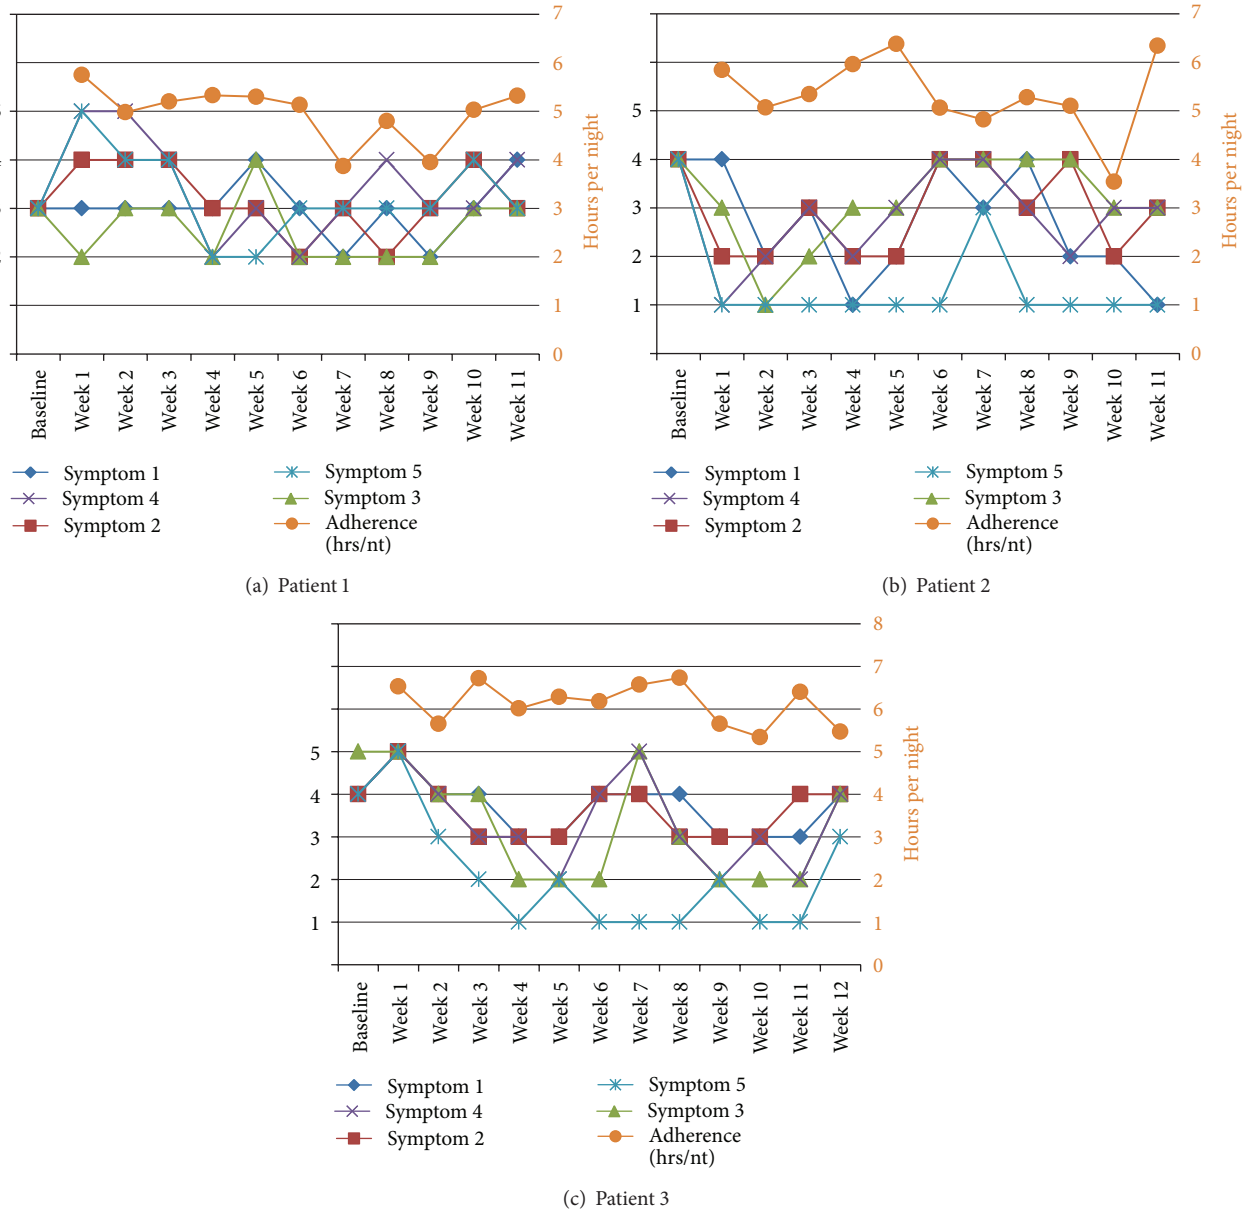 7
6
5
4
3
2
1
0
Hours per night
Baseline
Week 1
Week 2
Week 3
Week 4
Week 5
Week 6
Week 7
Week 8
Week 9
Week 10
Week 11
Symptom 1
Symptom 4
Symptom 2
Symptom 5
Symptom 3
Adherence
(hrs/nt)
(a) Patient 1
5
4
3
2
1
7
6
5
4
3
2
1
0
Hours per night
Baseline
Week 1
Week 2
Week 3
Week 4
Week 5
Week 6
Week 7
Week 8
Week 9
Week 10
Week 11
Symptom 1
Symptom 4
Symptom 2
Symptom 5
Symptom 3
Adherence
(hrs/nt)
(b) Patient 2
5
4
3
2
1
8
7
6
5
4
3
2
1
0
Hours per night
Baseline
Week 1
Week 2
Week 3
Week 4
Week 5
Week 6
Week 7
Week 8
Week 9
Week 10
Week 11
Week 12
Symptom 1
Symptom 4
Symptom 2
Symptom 5
Symptom 3
Adherence
(hrs/nt)
(c) Patient 3